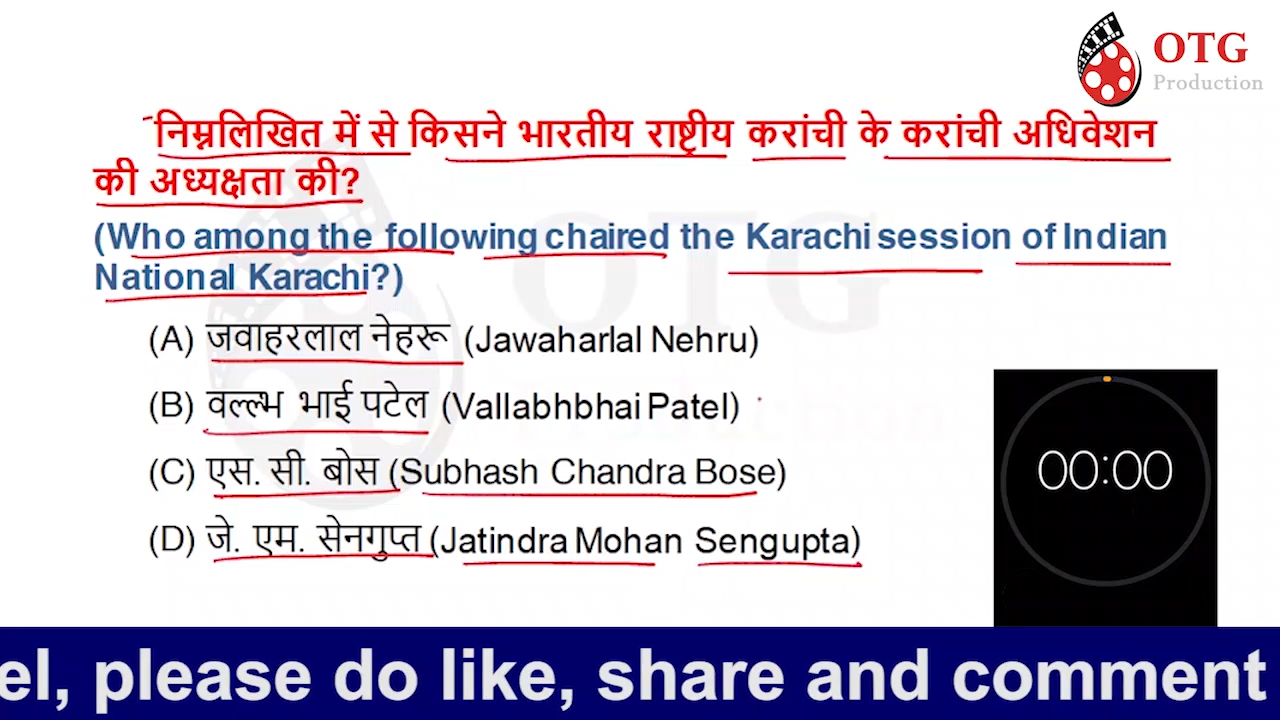 OTG
Production
निम्नलिखित में से किसने भारतीय राष्ट्रीय करांची के करांची अधिवेशन
की अध्यक्षता की?
(Who among the following chaired the Karachi session of Indian
National Karachi?)
(A) जवाहरलाल नेहरू (Jawaharlal Nehru)
(B) वल्ल्भ भाई पटेल (Vallabhbhai Patel)
(C) एस. सी. बोस (Subhash Chandra Bose)
(D) जे. एम. सेनगुप्त (Jatindra Mohan Sengupta)
00:00
el, please do like, share and comment